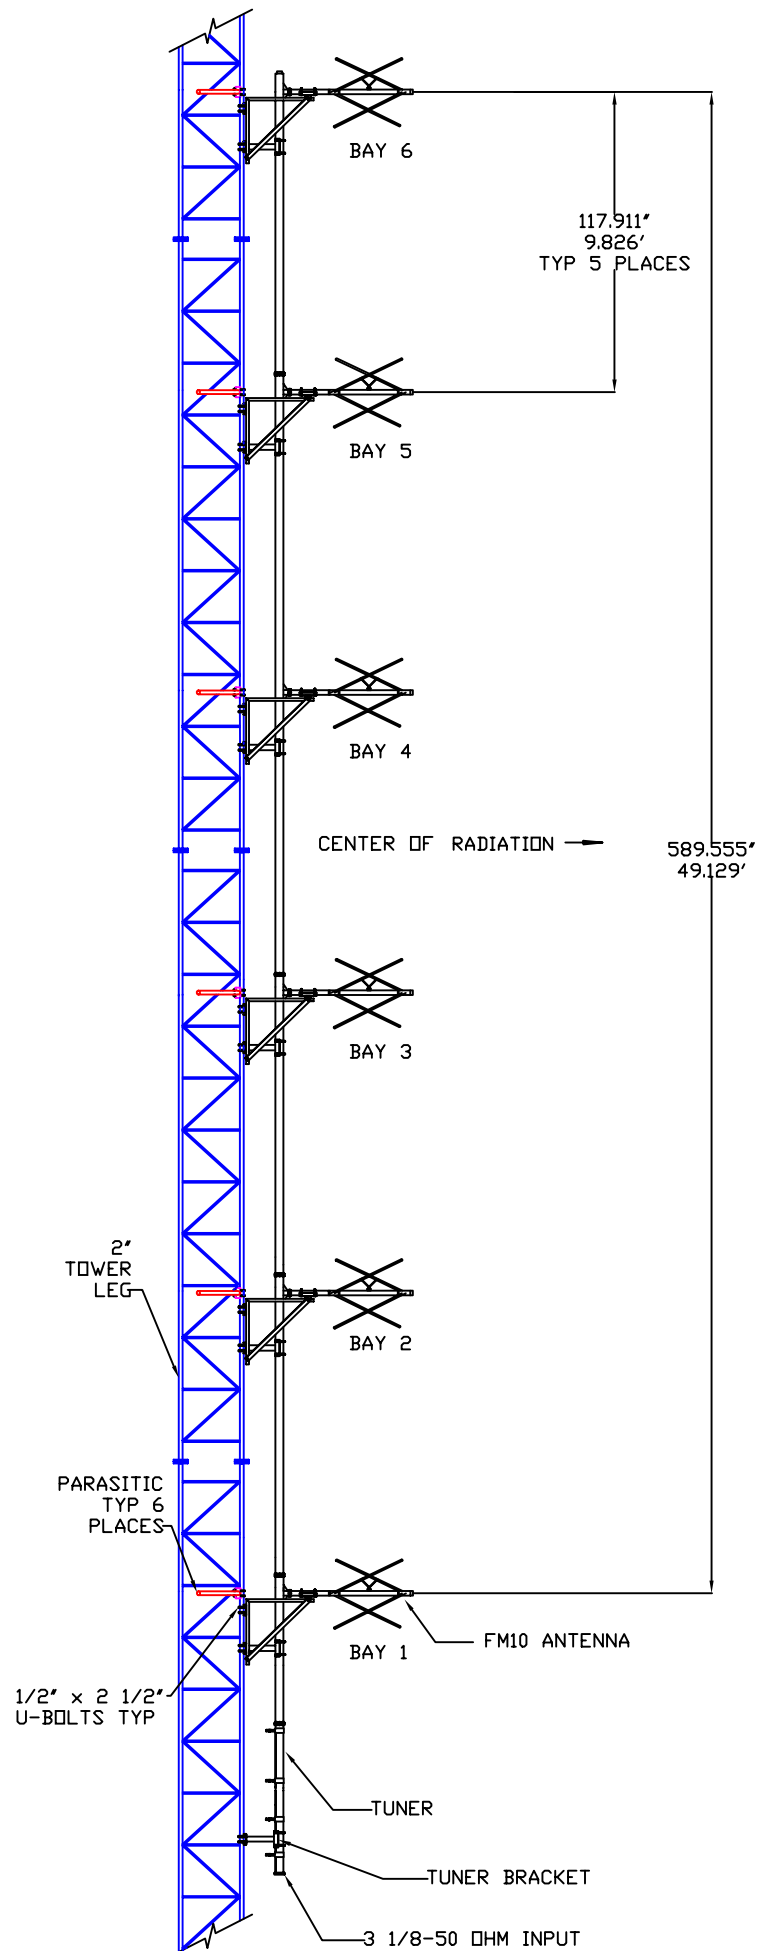 BAY 6
117.911"
9.826'
TYP 5 PLACES
BAY 5
BAY 4
CENTER OF RADIATION
589.555"
49.129'
BAY 3
2"
TOWER
LEG
BAY 2
PARASITIC
TYP 6
PLACES
FM10 ANTENNA
BAY 1
1/2" x 2 1/2"
U-BOLTS TYP
TUNER
TUNER BRACKET
3 1/8-50 OHM INPUT